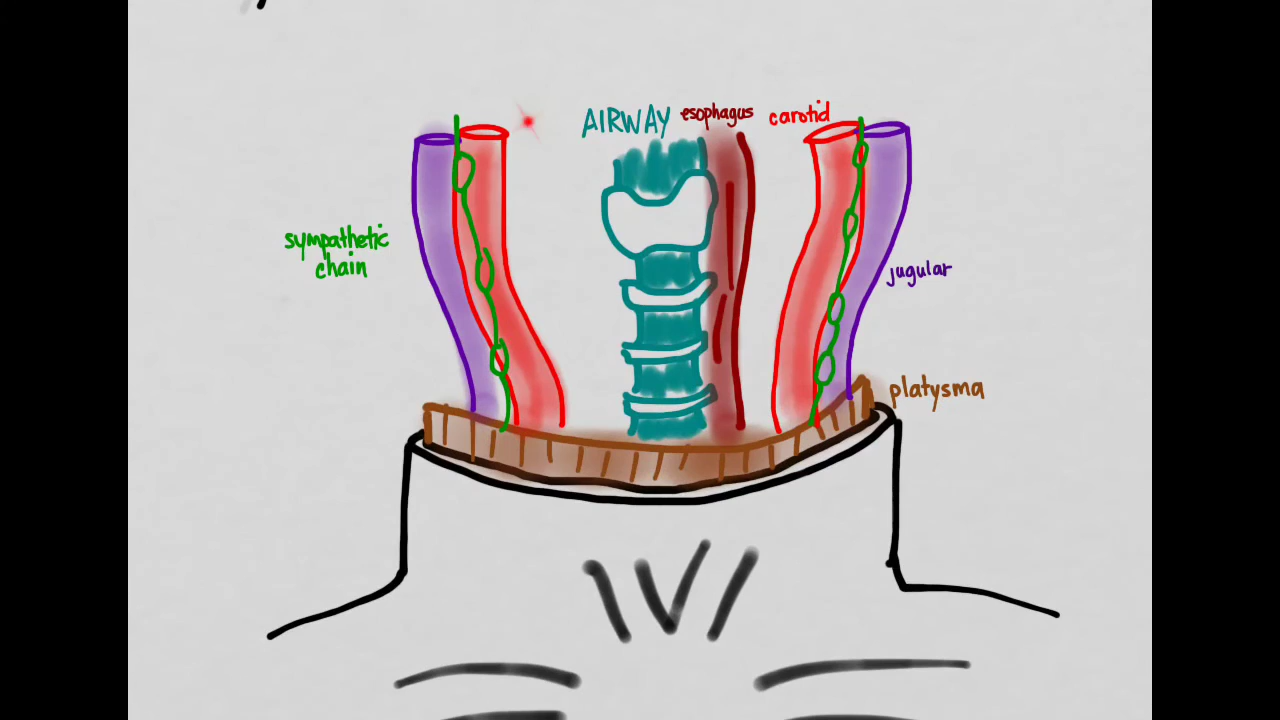 AIRWAY
esophagus
carotid
sympathetic
chain
jugular
platysma